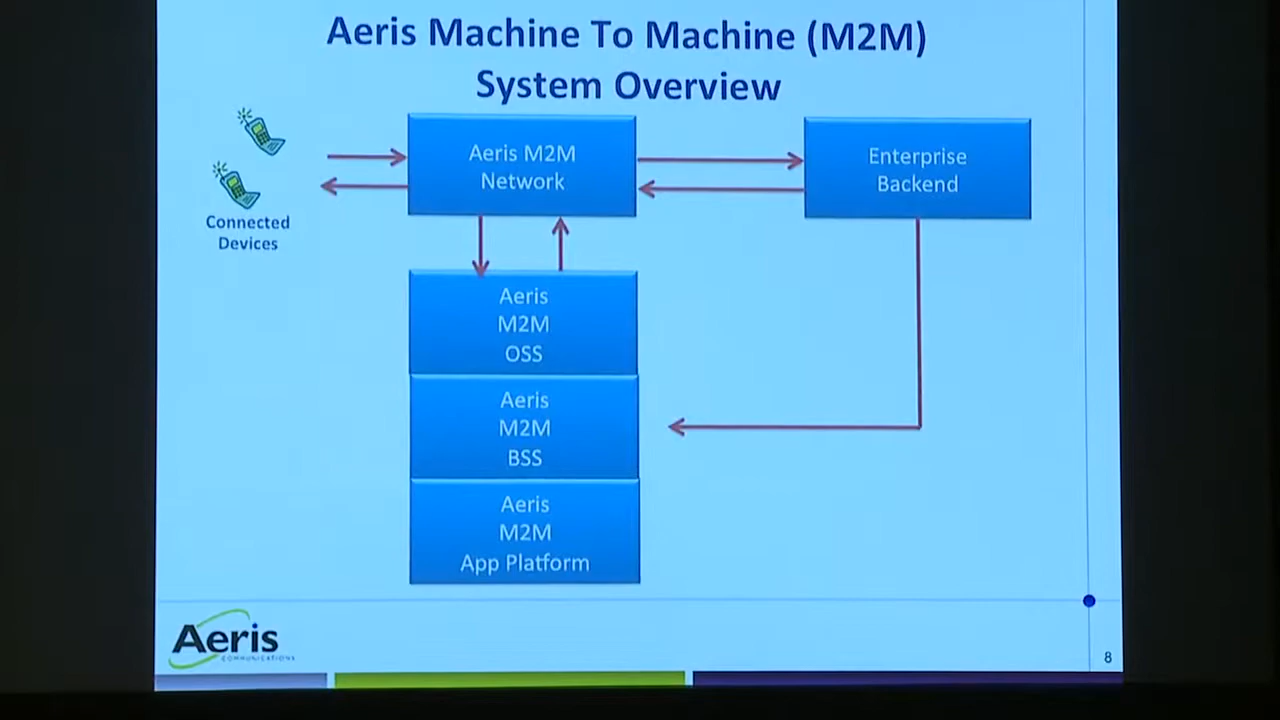 Aeris Machine To Machine (M2M)
System Overview
Aeris M2M
Network
Enterprise
Backend
Connected
Devices
Aeris
M2M
OSS
Aeris
M2M
BSS
Aeris
M2M
App Platform
Aeris
COMMUNICATIONS
8